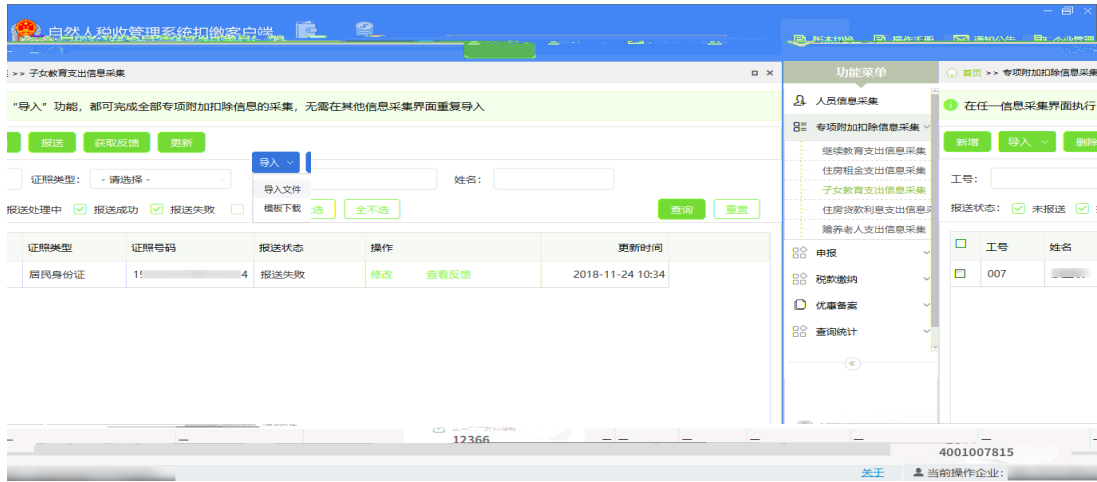 自然人税收管理系统扣缴客户端
>> 子女教育支出信息采集
“导入”功能，都可完成全部专项附加扣除信息的采集，无需在其他信息采集界面重复导入
报送 获取反馈 更新
导入
导入文件
模板下载
证照类型： - 请选择 -
姓名：
报送处理中 报送成功 报送失败
全不选
查询 重置
证照类型 证照号码 报送状态 操作 更新时间
居民身份证 15 4 报送失败 修改 查看反馈 2018-11-24 10:34
功能菜单
人员信息采集
专项附加扣除信息采集
继续教育支出信息采集
住房租金支出信息采集
子女教育支出信息采集
住房贷款利息支出信息采
赡养老人支出信息采集
申报
税款缴纳
优惠备案
查询统计
首页 >> 专项附加扣除信息采集
在任一信息采集界面执行
新增 导入 删除
工号：
报送状态： 未报送
工号 姓名
007
12366
4001007815
关于 当前操作企业：